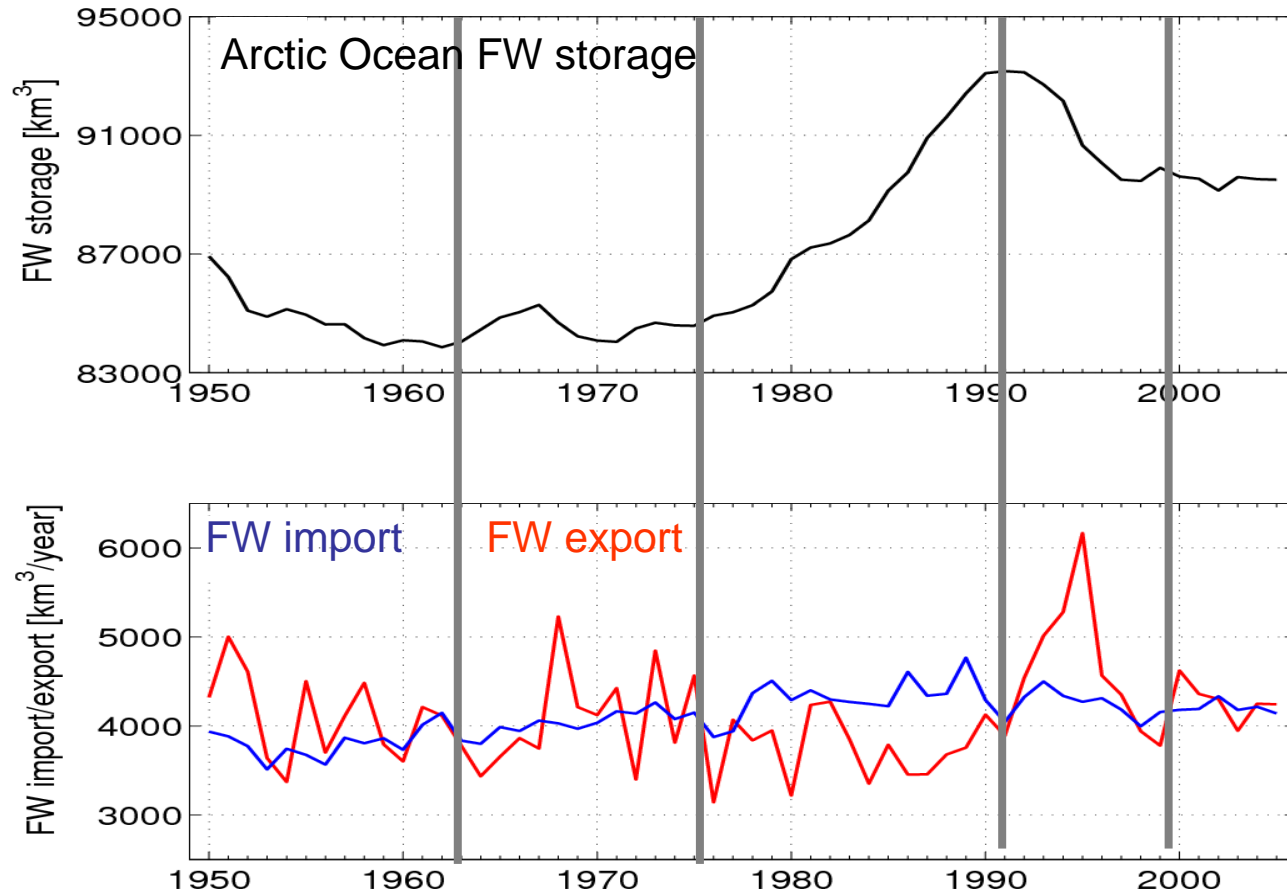 95000
Arctic Ocean FW storage
91000
87000
83000
FW storage [km³]
1950 1960 1970 1980 1990 2000
FW import FW export
6000
5000
4000
3000
FW import/export [km³/year]
1950 1960 1970 1980 1990 2000